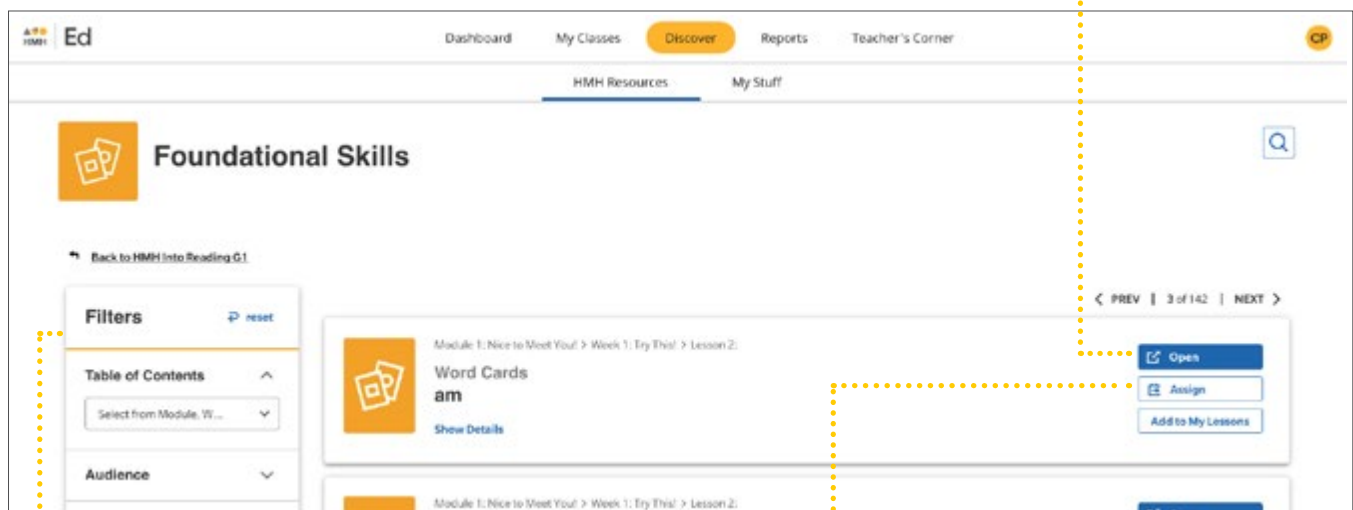 HMH Ed Dashboard My Classes Discover Reports Teacher's Corner CP
HMH Resources My Stuff
Foundational Skills
Back to HMH Into Reading G1
PREV | 3 of 142 | NEXT
Filters reset
Module 1: Nice to Meet You! > Week 1: Try This! > Lesson 2:
Word Cards
am
Show Details
Open
Assign
Add to My Lessons
Table of Contents
Select from Module, W...
Audience
Module 1: Nice to Meet You! > Week 1: Try This! > Lesson 2: